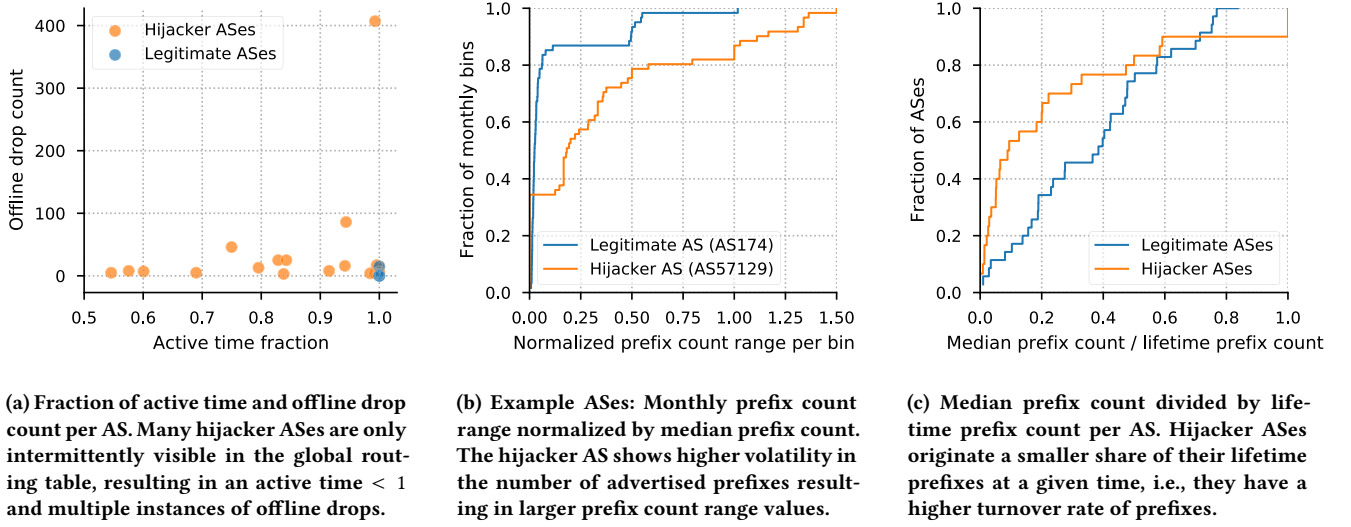 400
300
200
100
0
Offline drop count
Hijacker ASes
Legitimate ASes
0.5 0.6 0.7 0.8 0.9 1.0
Active time fraction
1.0
0.8
0.6
0.4
0.2
0.0
Fraction of monthly bins
Legitimate AS (AS174)
Hijacker AS (AS57129)
0.00 0.25 0.50 0.75 1.00 1.25 1.50
Normalized prefix count range per bin
1.0
0.8
0.6
0.4
0.2
0.0
Fraction of ASes
Legitimate ASes
Hijacker ASes
0.0 0.2 0.4 0.6 0.8 1.0
Median prefix count / lifetime prefix count
(a) Fraction of active time and offline drop
count per AS. Many hijacker ASes are only
intermittently visible in the global rout-
ing table, resulting in an active time < 1
and multiple instances of offline drops.
(b) Example ASes: Monthly prefix count
range normalized by median prefix count.
The hijacker AS shows higher volatility in
the number of advertised prefixes result-
ing in larger prefix count range values.
(c) Median prefix count divided by life-
time prefix count per AS. Hijacker ASes
originate a smaller share of their lifetime
prefixes at a given time, i.e., they have a
higher turnover rate of prefixes.